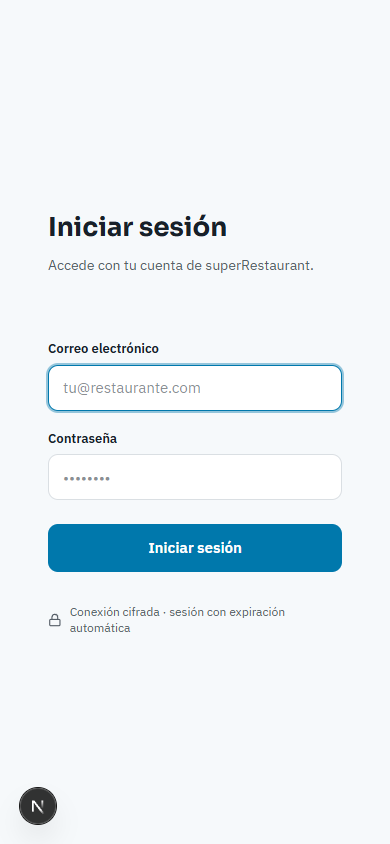 Iniciar sesión
Accede con tu cuenta de superRestaurant.
Correo electrónico
tu@restaurante.com
Contraseña
••••••••
Iniciar sesión
Conexión cifrada · sesión con expiración
automática
N